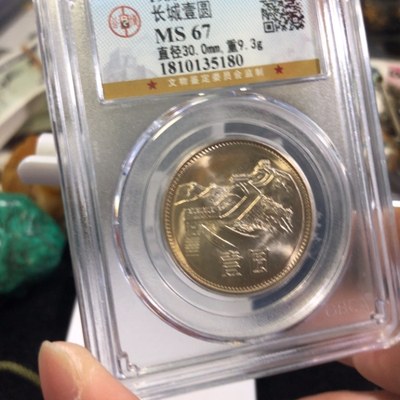 长城壹圆
MS 67
直径30.0mm,重9.3g
1810135180
★ 文物鉴定委员会监制 ★
壹 圆